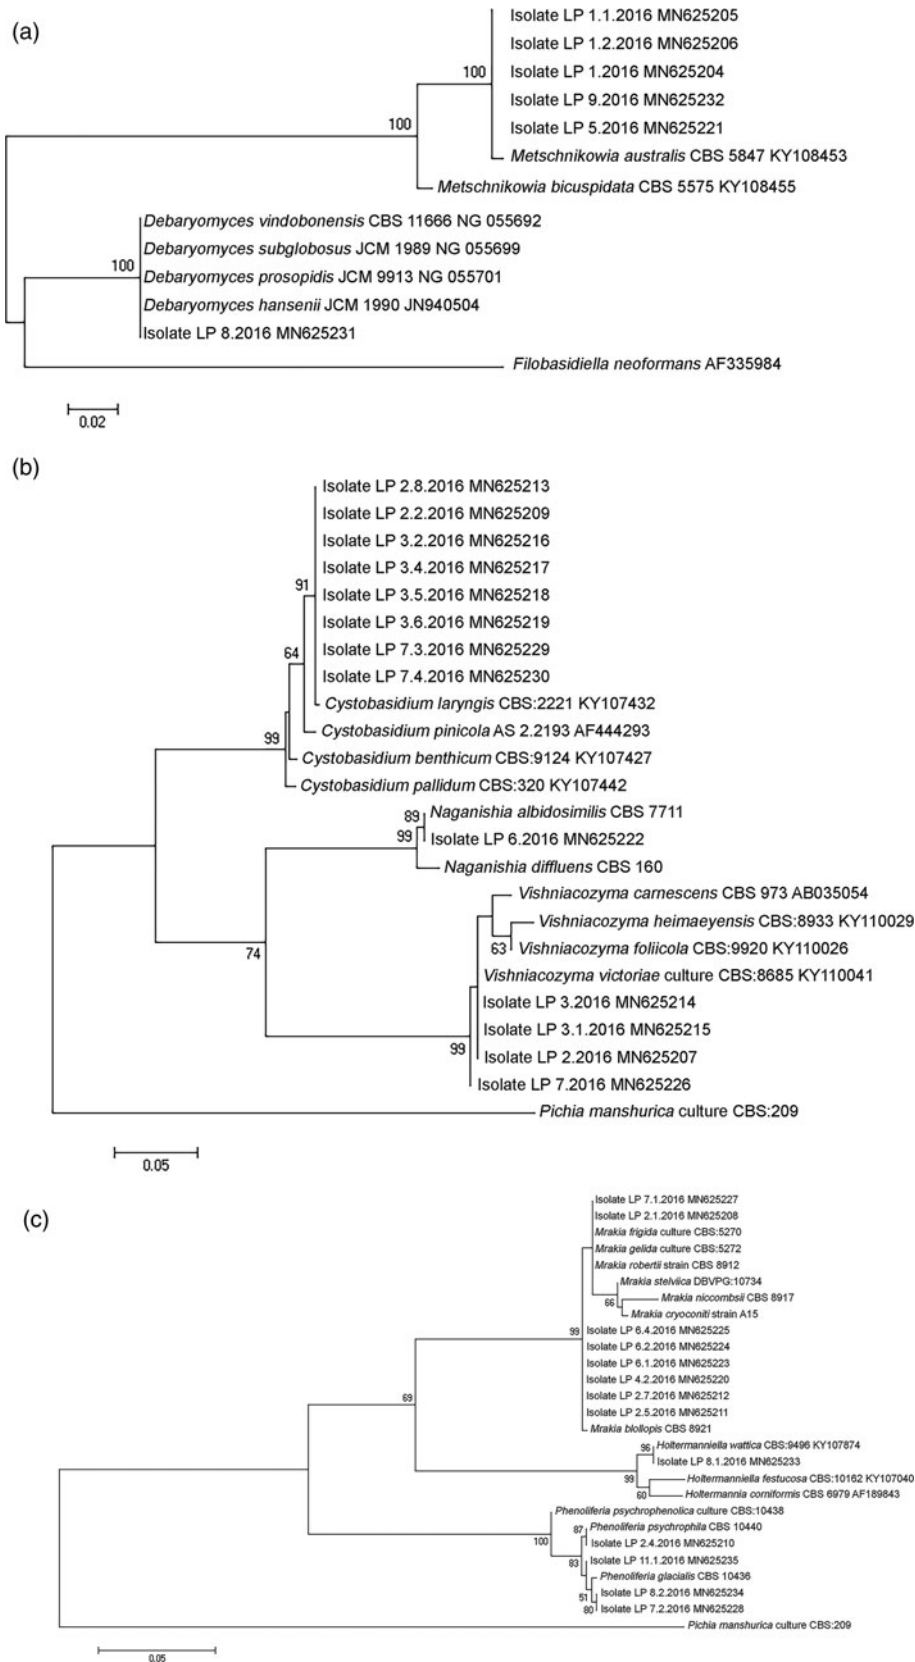 (a)
Isolate LP 1.1.2016 MN625205
Isolate LP 1.2.2016 MN625206
Isolate LP 1.2016 MN625204
Isolate LP 9.2016 MN625232
Isolate LP 5.2016 MN625221
100
Metschnikowia australis CBS 5847 KY108453
100
Metschnikowia bicuspidata CBS 5575 KY108455
Debaryomyces vindobonensis CBS 11666 NG 055692
Debaryomyces subglobosus JCM 1989 NG 055699
100
Debaryomyces prosopidis JCM 9913 NG 055701
Debaryomyces hansenii JCM 1990 JN940504
Isolate LP 8.2016 MN625231
Filobasidiella neoformans AF335984
0.02
(b)
Isolate LP 2.8.2016 MN625213
Isolate LP 2.2.2016 MN625209
Isolate LP 3.2.2016 MN625216
Isolate LP 3.4.2016 MN625217
91
Isolate LP 3.5.2016 MN625218
Isolate LP 3.6.2016 MN625219
64
Isolate LP 7.3.2016 MN625229
Isolate LP 7.4.2016 MN625230
Cystobasidium laryngis CBS:2221 KY107432
Cystobasidium pinicola AS 2.2193 AF444293
99
Cystobasidium benthicum CBS:9124 KY107427
Cystobasidium pallidum CBS:320 KY107442
89
Naganishia albidosimilis CBS 7711
99
Isolate LP 6.2016 MN625222
Naganishia diffluens CBS 160
Vishniacozyma carnescens CBS 973 AB035054
Vishniacozyma heimaeyensis CBS:8933 KY110029
63
Vishniacozyma foliicola CBS:9920 KY110026
74
Vishniacozyma victoriae culture CBS:8685 KY110041
Isolate LP 3.2016 MN625214
Isolate LP 3.1.2016 MN625215
99
Isolate LP 2.2016 MN625207
Isolate LP 7.2016 MN625226
Pichia manshurica culture CBS:209
0.05
(c)
Isolate LP 7.1.2016 MN625227
Isolate LP 2.1.2016 MN625208
Mrakia frigida culture CBS:5270
Mrakia gelida culture CBS:5272
Mrakia robertii strain CBS 8912
Mrakia stelviica DBVPG:10734
66
Mrakia niccombsii CBS 8917
Mrakia cryoconiti strain A15
99
Isolate LP 6.4.2016 MN625225
Isolate LP 6.2.2016 MN625224
Isolate LP 6.1.2016 MN625223
Isolate LP 4.2.2016 MN625220
69
Isolate LP 2.7.2016 MN625212
Isolate LP 2.5.2016 MN625211
Mrakia blollopis CBS 8921
96
Holtermanniella wattica CBS:9496 KY107874
Isolate LP 8.1.2016 MN625233
99
Holtermanniella festucosa CBS:10162 KY107040
60
Holtermannia corniformis CBS 6979 AF189843
Phenoliferia psychrophenolica culture CBS:10438
87
Phenoliferia psychrophila CBS 10440
100
Isolate LP 2.4.2016 MN625210
83
Isolate LP 11.1.2016 MN625235
Phenoliferia glacialis CBS 10436
51
Isolate LP 8.2.2016 MN625234
80
Isolate LP 7.2.2016 MN625228
Pichia manshurica culture CBS:209
0.05